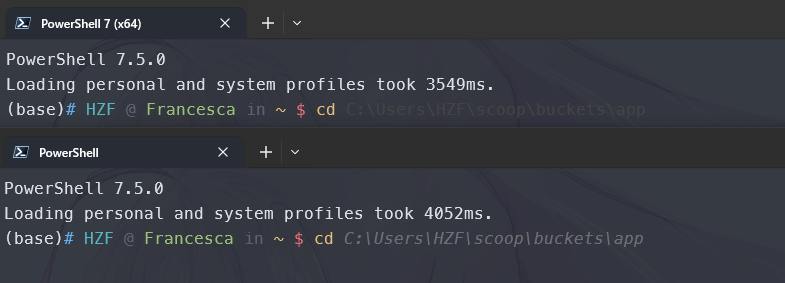 PowerShell 7 (x64)
PowerShell 7.5.0
Loading personal and system profiles took 3549ms.
(base)# HZF @ Francesca in ~ $ cd C:\Users\HZF\scoop\buckets\app
PowerShell
PowerShell 7.5.0
Loading personal and system profiles took 4052ms.
(base)# HZF @ Francesca in ~ $ cd C:\Users\HZF\scoop\buckets\app